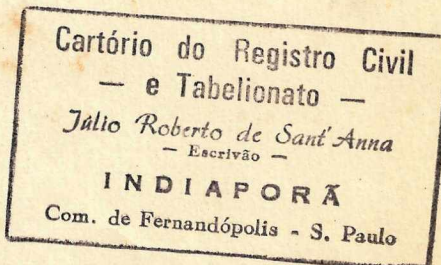 Cartório do Registro Civil
— e Tabelionato —
Júlio Roberto de Sant'Anna
— Escrivão —
INDIAPORÃ
Com. de Fernandópolis - S. Paulo